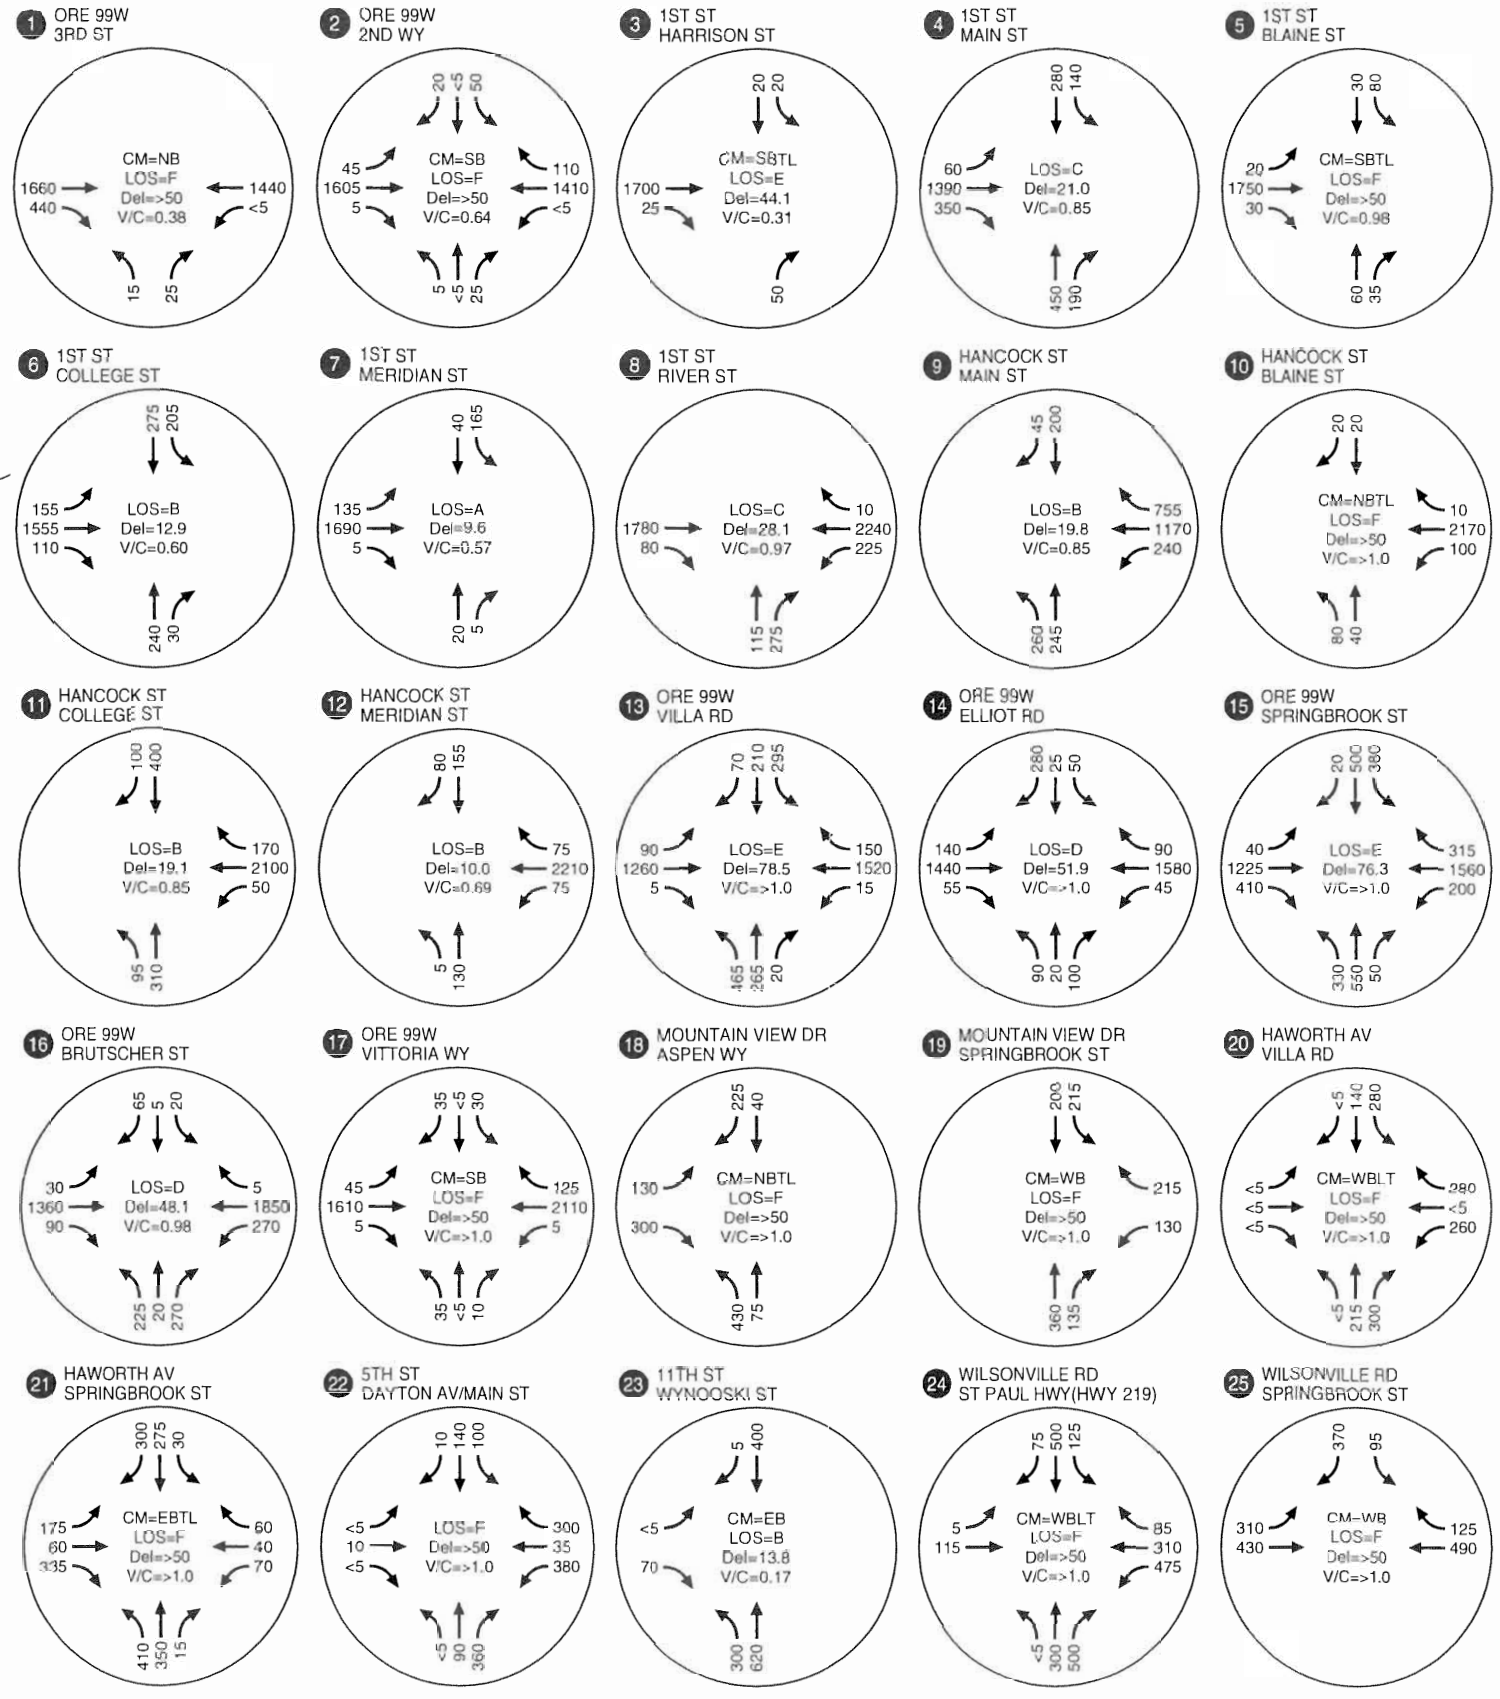 1 ORE 99W
3RD ST
CM=NB
LOS=F
Del=>50
V/C=0.38
1660
440
1440
<5
15 25
2 ORE 99W
2ND WY
20 <5 50
45
1605
5
CM=SB
LOS=F
Del=>50
V/C=0.64
110
1410
<5
5 <5 25
3 1ST ST
HARRISON ST
20 20
1700
25
CM=SBTL
LOS=E
Del=44.1
V/C=0.31
50
4 1ST ST
MAIN ST
280 140
60
1390
350
LOS=C
Del=21.0
V/C=0.85
450 190
5 1ST ST
BLAINE ST
30 80
20
1750
30
CM=SBTL
LOS=F
Del=>50
V/C=0.98
60 35
6 1ST ST
COLLEGE ST
275 205
155
1555
110
LOS=B
Del=12.9
V/C=0.60
240 30
7 1ST ST
MERIDIAN ST
40 165
135
1690
5
LOS=A
Del=9.6
V/C=0.57
20 5
8 1ST ST
RIVER ST
1780
80
LOS=C
Del=28.1
V/C=0.97
10
2240
225
115 275
9 HANCOCK ST
MAIN ST
45 200
LOS=B
Del=19.8
V/C=0.85
755
1170
240
260 245
10 HANCOCK ST
BLAINE ST
20 20
CM=NBTL
LOS=F
Del=>50
V/C=>1.0
10
2170
100
80 40
11 HANCOCK ST
COLLEGE ST
100 400
LOS=B
Del=19.1
V/C=0.85
170
2100
50
95 310
12 HANCOCK ST
MERIDIAN ST
80 155
LOS=B
Del=10.0
V/C=0.69
75
2210
75
5 130
13 ORE 99W
VILLA RD
70 210 295
90
1260
5
LOS=E
Del=78.5
V/C=>1.0
150
1520
15
465 265 20
14 ORE 99W
ELLIOT RD
280 25 50
140
1440
55
LOS=D
Del=51.9
V/C=>1.0
90
1580
45
90 20 100
15 ORE 99W
SPRINGBROOK ST
20 500 380
40
1225
410
LOS=E
Del=76.3
V/C=>1.0
315
1560
200
330 550 50
16 ORE 99W
BRUTSCHER ST
65 5 20
30
1360
90
LOS=D
Del=48.1
V/C=0.98
5
1850
270
225 20 270
17 ORE 99W
VITTORIA WY
35 <5 30
45
1610
5
CM=SB
LOS=F
Del=>50
V/C=>1.0
125
2110
5
35 <5 10
18 MOUNTAIN VIEW DR
ASPEN WY
225 40
130
300
CM=NBTL
LOS=F
Del=>50
V/C=>1.0
430 75
19 MOUNTAIN VIEW DR
SPRINGBROOK ST
200 215
CM=WB
LOS=F
Del=>50
V/C=>1.0
215
130
360 135
20 HAWORTH AV
VILLA RD
<5 140 280
<5
<5
<5
CM=WBLT
LOS=F
Del=>50
V/C=>1.0
280
<5
260
<5 215 300
21 HAWORTH AV
SPRINGBROOK ST
300 275 30
175
60
335
CM=EBTL
LOS=F
Del=>50
V/C=>1.0
60
40
70
410 350 15
22 5TH ST
DAYTON AV/MAIN ST
10 140 100
<5
10
<5
LOS=F
Del=>50
V/C=>1.0
300
35
380
<5 90 360
23 11TH ST
WYNOOSKI ST
5 400
<5
70
CM=EB
LOS=B
Del=13.8
V/C=0.17
300 620
24 WILSONVILLE RD
ST PAUL HWY(HWY 219)
75 500 125
5
115
CM=WBLT
LOS=F
Del=>50
V/C=>1.0
85
310
475
<5 300 500
25 WILSONVILLE RD
SPRINGBROOK ST
370 95
310
430
CM=WB
LOS=F
Del=>50
V/C=>1.0
125
490